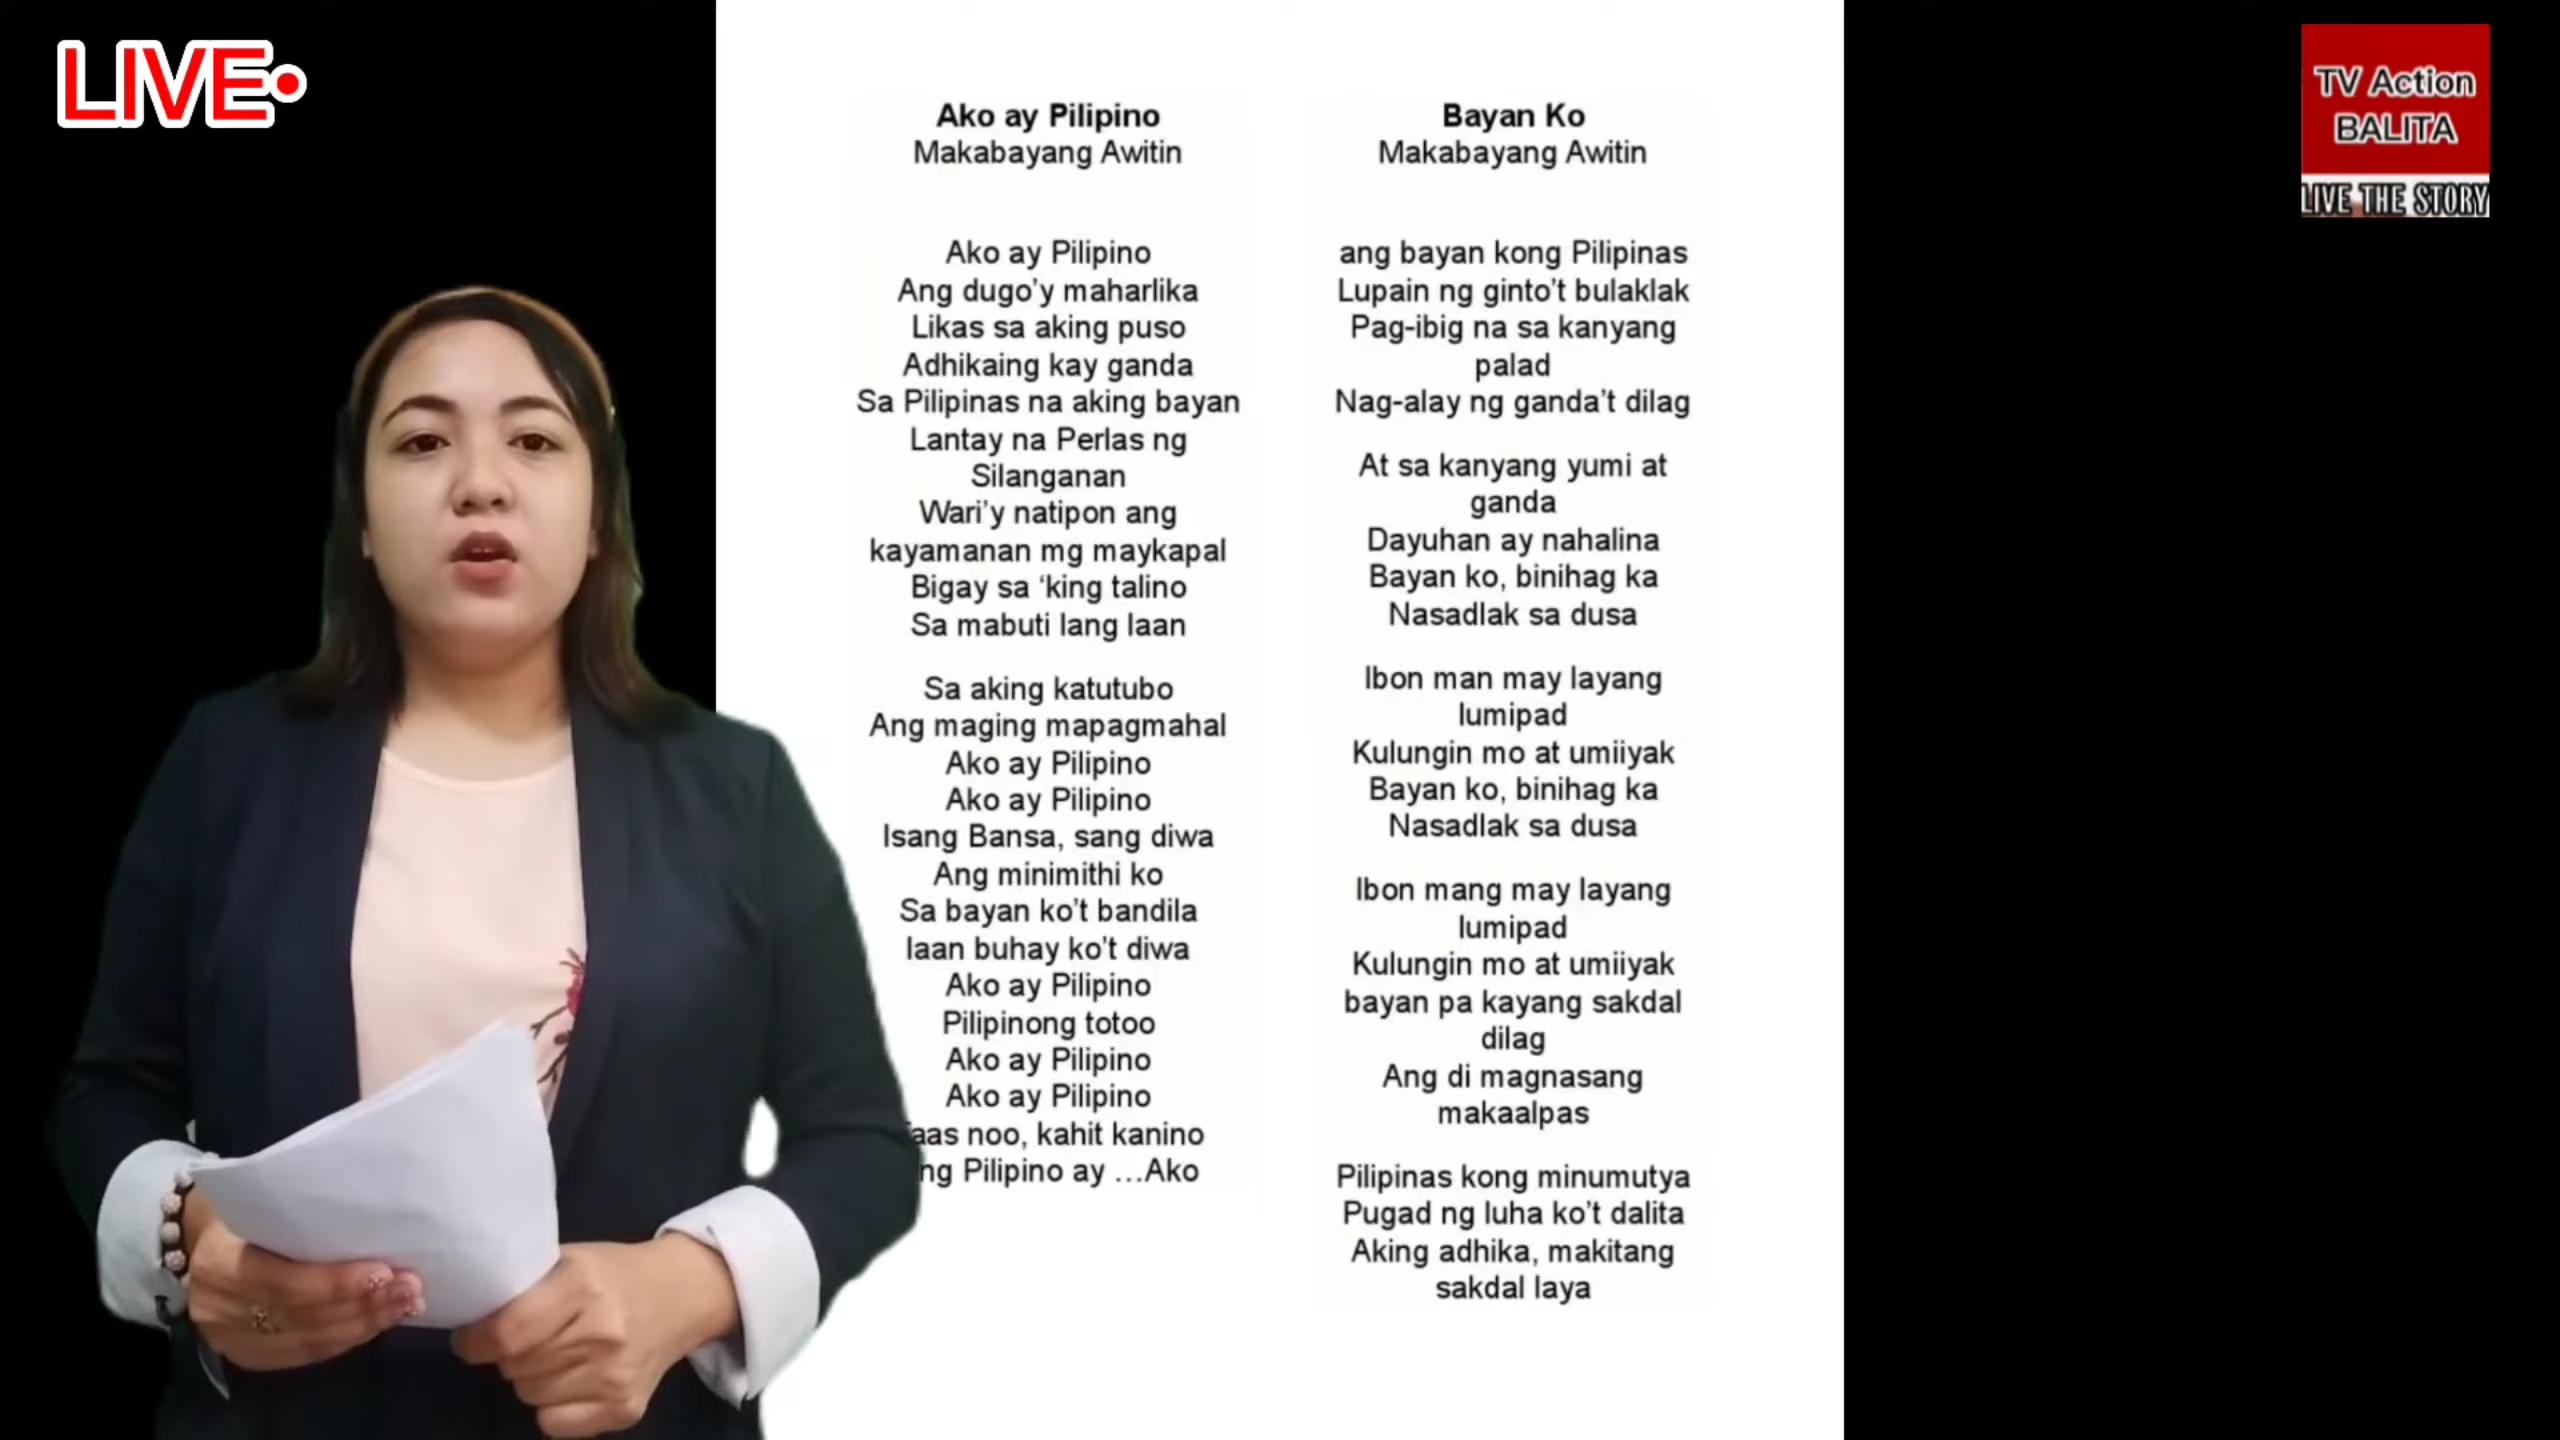 LIVE
TV Action
BALITA
LIVE THE STORY
Ako ay Pilipino
Makabayang Awitin
Ako ay Pilipino
Ang dugo’y maharlika
Likas sa aking puso
Adhikaing kay ganda
Sa Pilipinas na aking bayan
Lantay na Perlas ng
Silanganan
Wari’y natipon ang
kayamanan mg maykapal
Bigay sa ‘king talino
Sa mabuti lang laan
Sa aking katutubo
Ang maging mapagmahal
Ako ay Pilipino
Ako ay Pilipino
Isang Bansa, sang diwa
Ang minimithi ko
Sa bayan ko’t bandila
laan buhay ko’t diwa
Ako ay Pilipino
Pilipinong totoo
Ako ay Pilipino
Ako ay Pilipino
noo, kahit kanino
Pilipino ay …Ako
Bayan Ko
Makabayang Awitin
ang bayan kong Pilipinas
Lupain ng ginto’t bulaklak
Pag-ibig na sa kanyang
palad
Nag-alay ng ganda’t dilag
At sa kanyang yumi at
ganda
Dayuhan ay nahalina
Bayan ko, binihag ka
Nasadlak sa dusa
Ibon man may layang
lumipad
Kulungin mo at umiiyak
Bayan ko, binihag ka
Nasadlak sa dusa
Ibon mang may layang
lumipad
Kulungin mo at umiiyak
bayan pa kayang sakdal
dilag
Ang di magnasang
makaalpas
Pilipinas kong minumutya
Pugad ng luha ko’t dalita
Aking adhika, makitang
sakdal laya